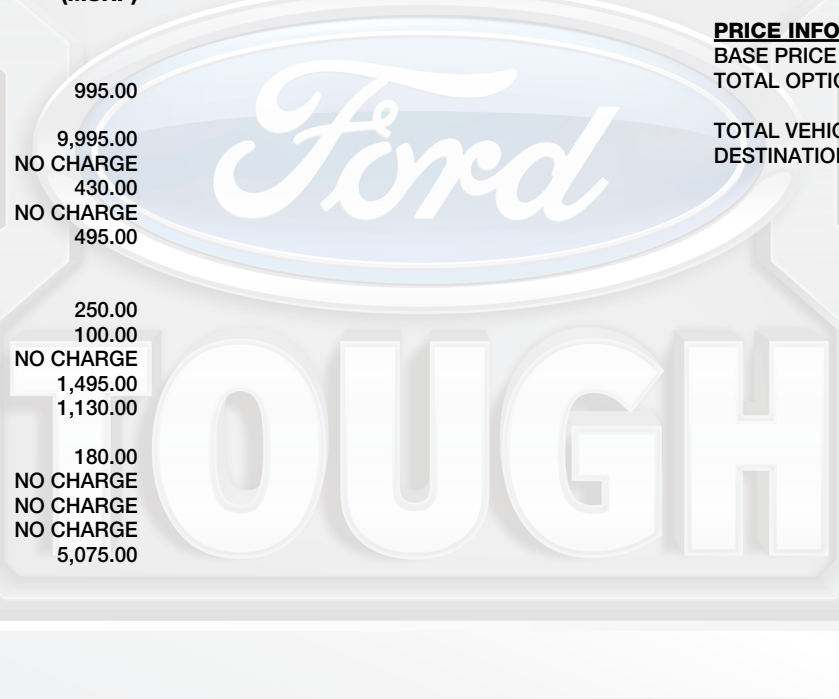 995.00
9,995.00
NO CHARGE
430.00
NO CHARGE
495.00
250.00
100.00
NO CHARGE
1,495.00
1,130.00
180.00
NO CHARGE
NO CHARGE
NO CHARGE
5,075.00
PRICE INFO
BASE PRICE
TOTAL OPTIO
TOTAL VEHIC
DESTINATION
Ford
TOUGH